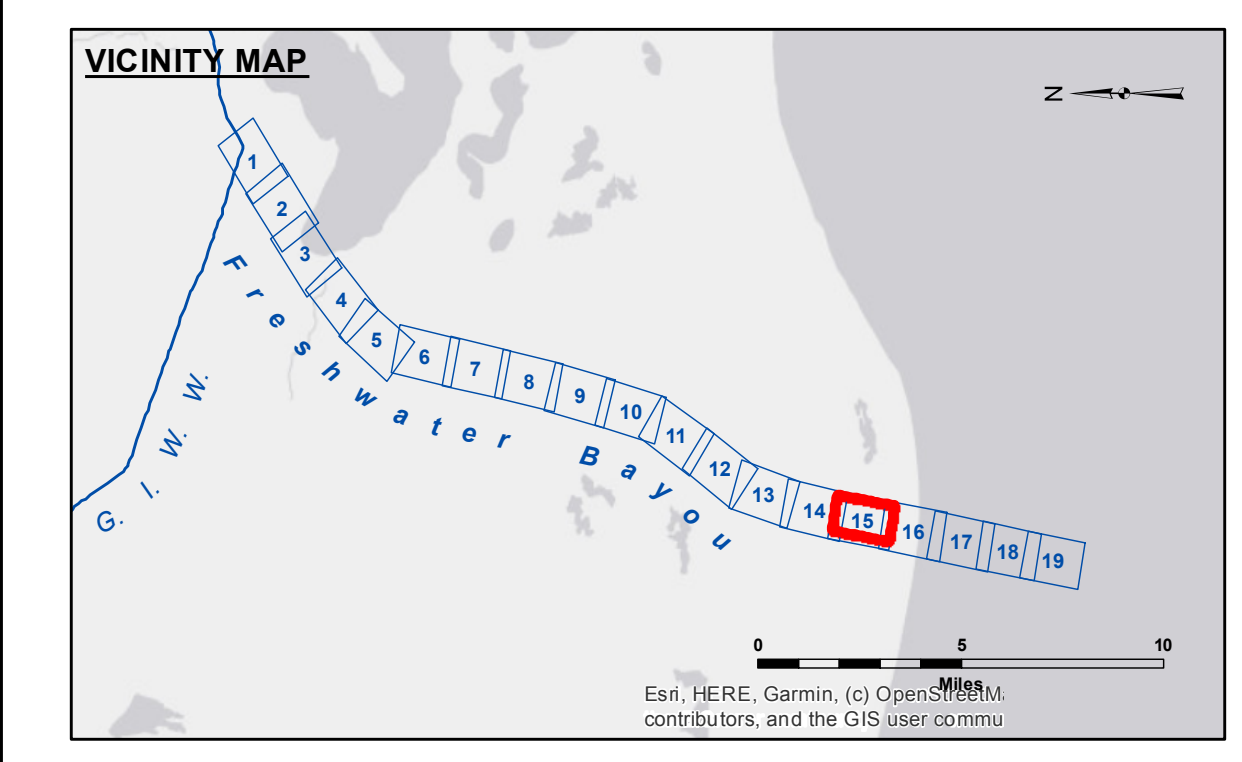 VICINITY MAP
N
1
2
3
4
5
6
7
8
9
10
11
12
13
14
15
16
17
18
19
Freshwater Bayou
G. I. W. W.
0 5 10
Miles
Esri, HERE, Garmin, (c) OpenStreetM
contributors, and the GIS user commu